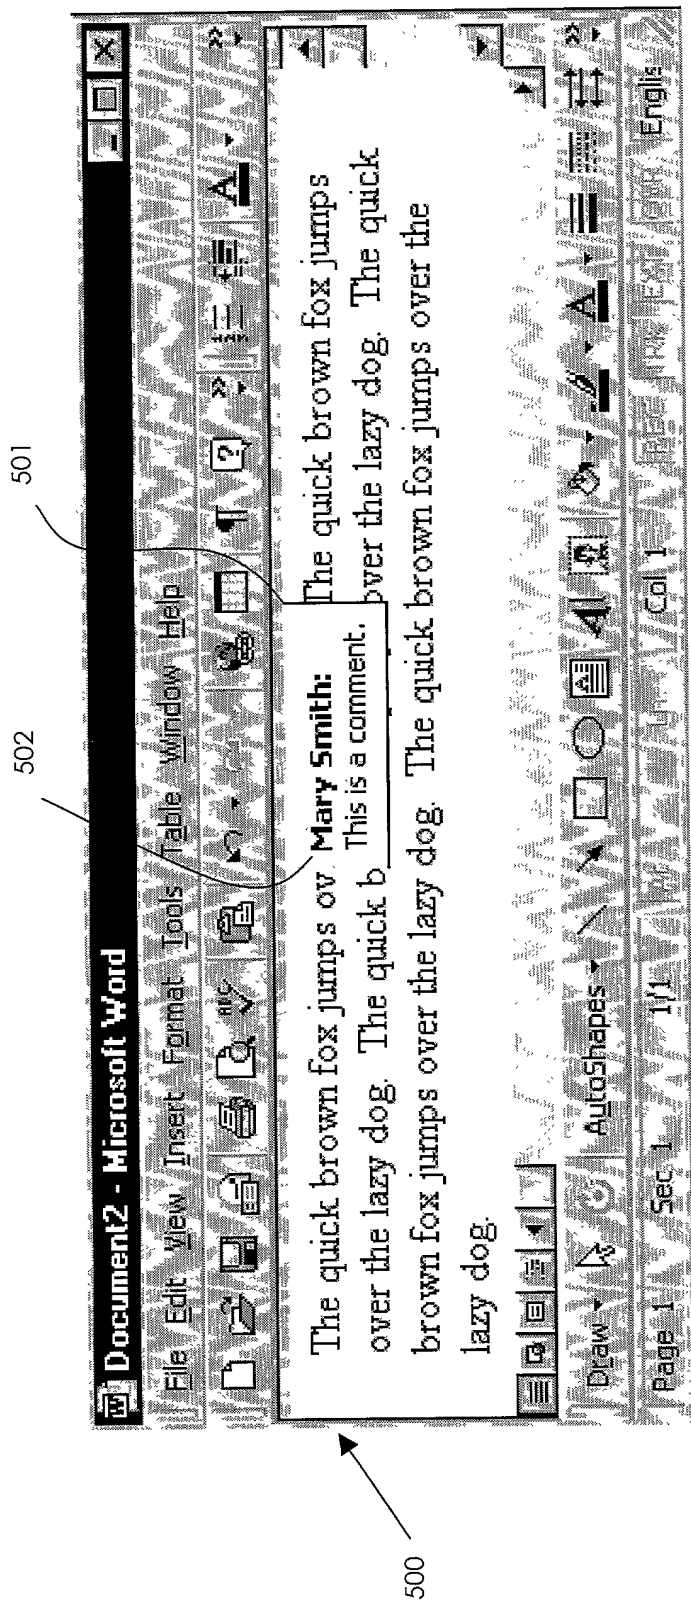 501
502
Document2 - Microsoft Word
File Edit View Insert Format Tools Table Window Help
ABC
A
The quick brown fox jumps ov
Mary Smith:
The quick brown fox jumps
This is a comment.
over the lazy dog. The quick b
over the lazy dog. The quick
brown fox jumps over the lazy dog. The quick brown fox jumps over the
lazy dog.
Draw AutoShapes A A
Page 1 Sec 1 1/1 Col 1 REC TRK EXT OVR Englis
500